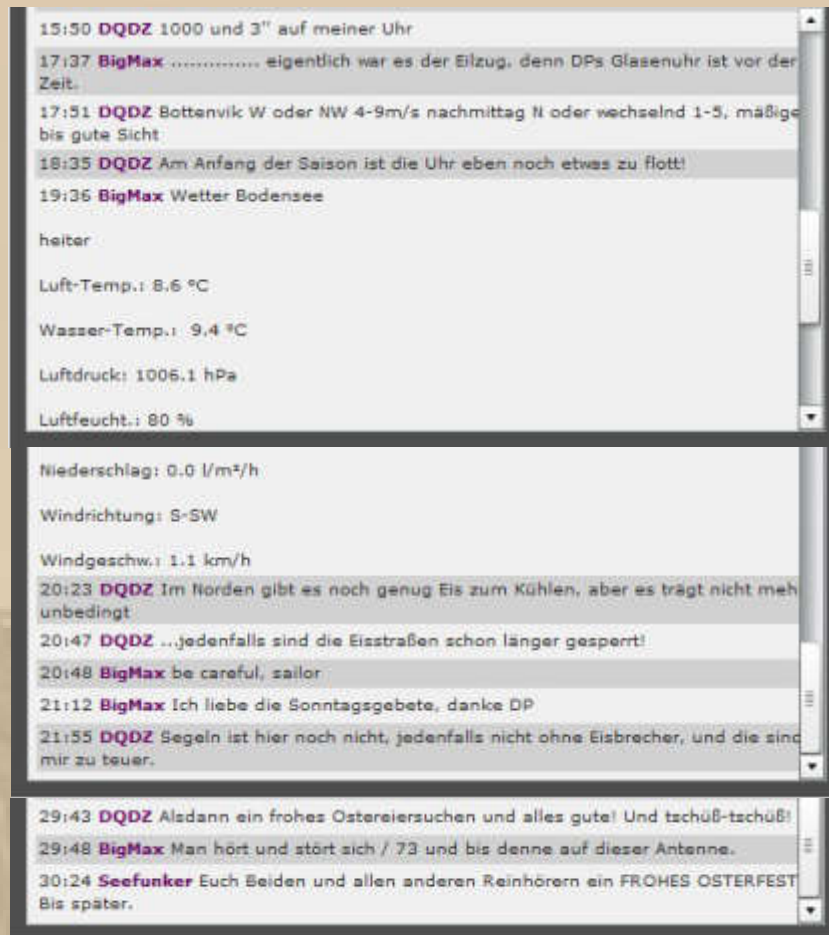 15:50 DQDZ 1000 und 3" auf meiner Uhr
17:37 BigMax .............. eigentlich war es der Eilzug, denn DPs Glasenuhr ist vor der
Zeit.
17:51 DQDZ Bottenvik W oder NW 4-9m/s nachmittag N oder wechselnd 1-5, mäßige
bis gute Sicht
18:35 DQDZ Am Anfang der Saison ist die Uhr eben noch etwas zu flott!
19:36 BigMax Wetter Bodensee
heiter
Luft-Temp.: 8.6 °C
Wasser-Temp.: 9.4 °C
Luftdruck: 1006.1 hPa
Luftfeucht.: 80 %
Niederschlag: 0.0 l/m²/h
Windrichtung: S-SW
Windgeschw.: 1.1 km/h
20:23 DQDZ Im Norden gibt es noch genug Eis zum Kühlen, aber es trägt nicht meh
unbedingt
20:47 DQDZ ...jedenfalls sind die Eisstraßen schon länger gesperrt!
20:48 BigMax be careful, sailor
21:12 BigMax Ich liebe die Sonntagsgebete, danke DP
21:55 DQDZ Segeln ist hier noch nicht, jedenfalls nicht ohne Eisbrecher, und die sind
mir zu teuer.
29:43 DQDZ Alsdann ein frohes Ostereiersuchen und alles gute! Und tschüß-tschüß!
29:48 BigMax Man hört und stört sich / 73 und bis denne auf dieser Antenne.
30:24 Seefunker Euch Beiden und allen anderen Reinhörern ein FROHES OSTERFEST
Bis später.